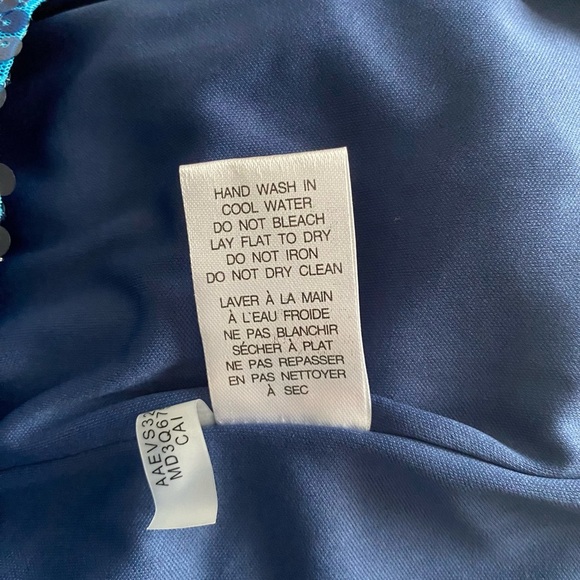 HAND WASH IN
COOL WATER
DO NOT BLEACH
LAY FLAT TO DRY
DO NOT IRON
DO NOT DRY CLEAN
LAVER À LA MAIN
À L'EAU FROIDE
NE PAS BLANCHIR
SÉCHER À PLAT
NE PAS REPASSER
EN PAS NETTOYER
À SEC
AAEVS32
MD3Q67
CAI